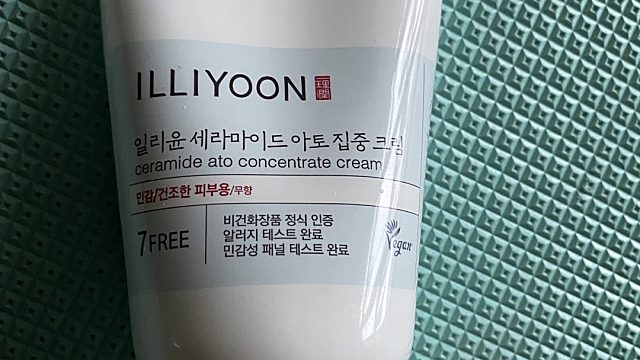 ILLIYOON
일리윤 세라마이드 아토 집중 크림
ceramide ato concentrate cream
민감/건조한 피부용/무향
7 FREE
비건화장품 정식 인증
알러지 테스트 완료
민감성 패널 테스트 완료
Vegan